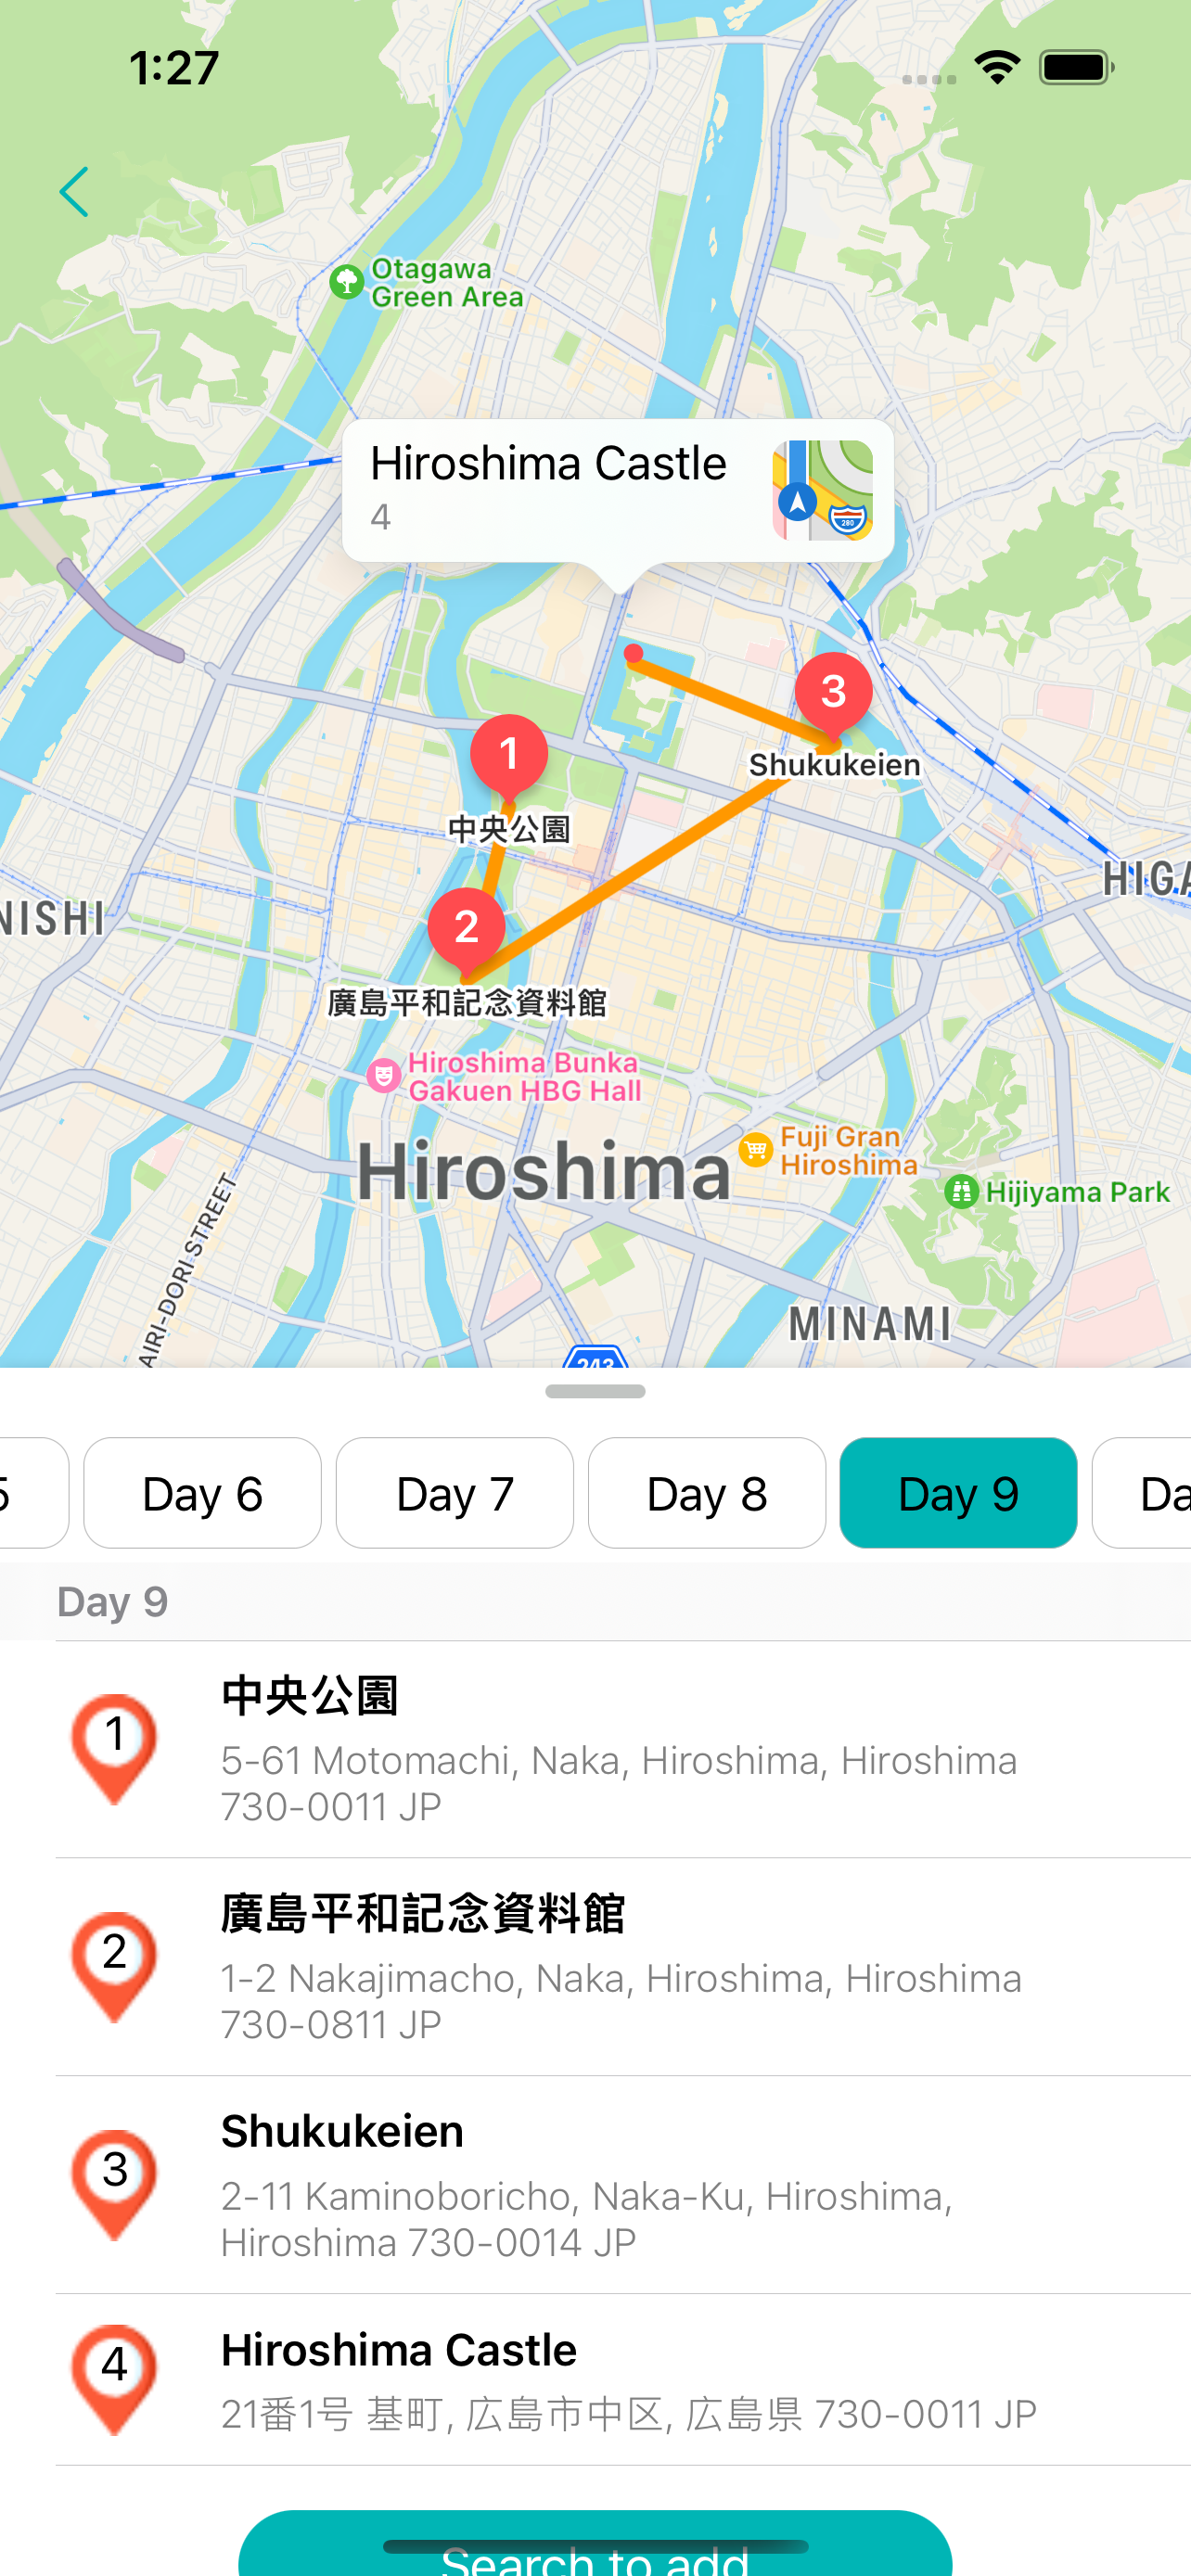 1:27
Otagawa
Green Area
Hiroshima Castle
4
280
3
Shukukeien
1
中央公園
HIGA
NISHI
2
廣島平和記念資料館
Hiroshima Bunka
Gakuen HBG Hall
Fuji Gran
Hiroshima
Hiroshima
Hijiyama Park
AIRI-DORI STREET
MINAMI
243
5
Day 6
Day 7
Day 8
Day 9
Da
Day 9
1
中央公園
5-61 Motomachi, Naka, Hiroshima, Hiroshima
730-0011 JP
2
廣島平和記念資料館
1-2 Nakajimacho, Naka, Hiroshima, Hiroshima
730-0811 JP
3
Shukukeien
2-11 Kaminoboricho, Naka-Ku, Hiroshima,
Hiroshima 730-0014 JP
4
Hiroshima Castle
21番1号 基町, 広島市中区, 広島県 730-0011 JP
Search to add